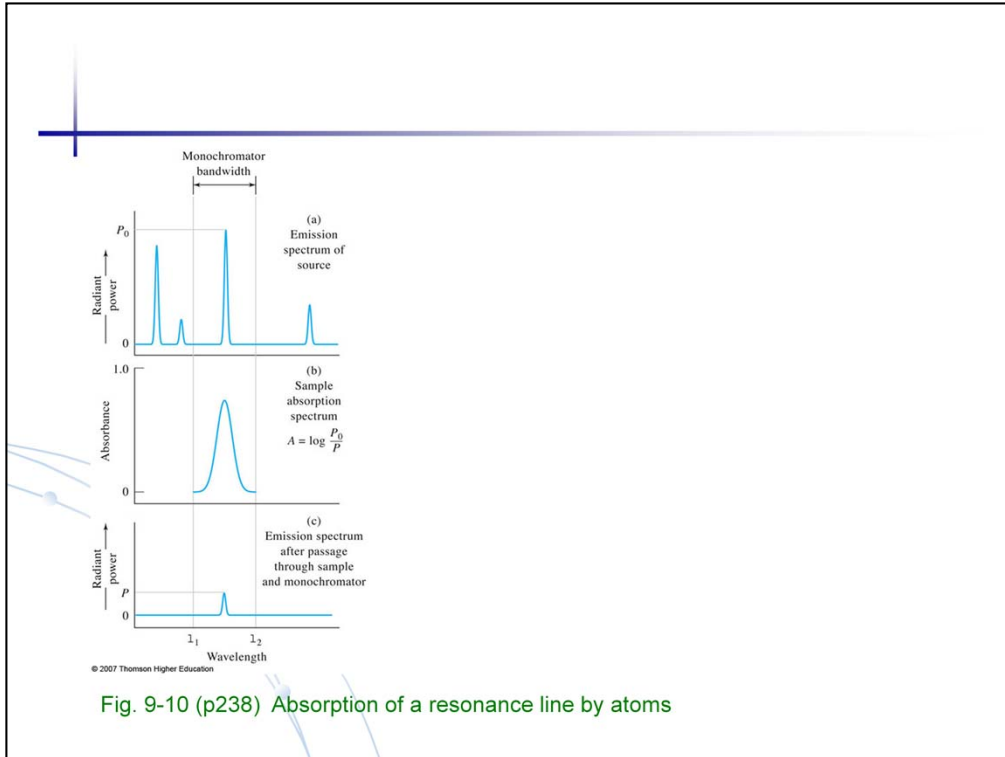 Monochromator
bandwidth
P₀
Radiant
power
0
(a)
Emission
spectrum of
source
1.0
Absorbance
0
(b)
Sample
absorption
spectrum
A = log P₀/P
Radiant
power
P
0
(c)
Emission spectrum
after passage
through sample
and monochromator
l₁ l₂
Wavelength
© 2007 Thomson Higher Education
Fig. 9-10 (p238) Absorption of a resonance line by atoms